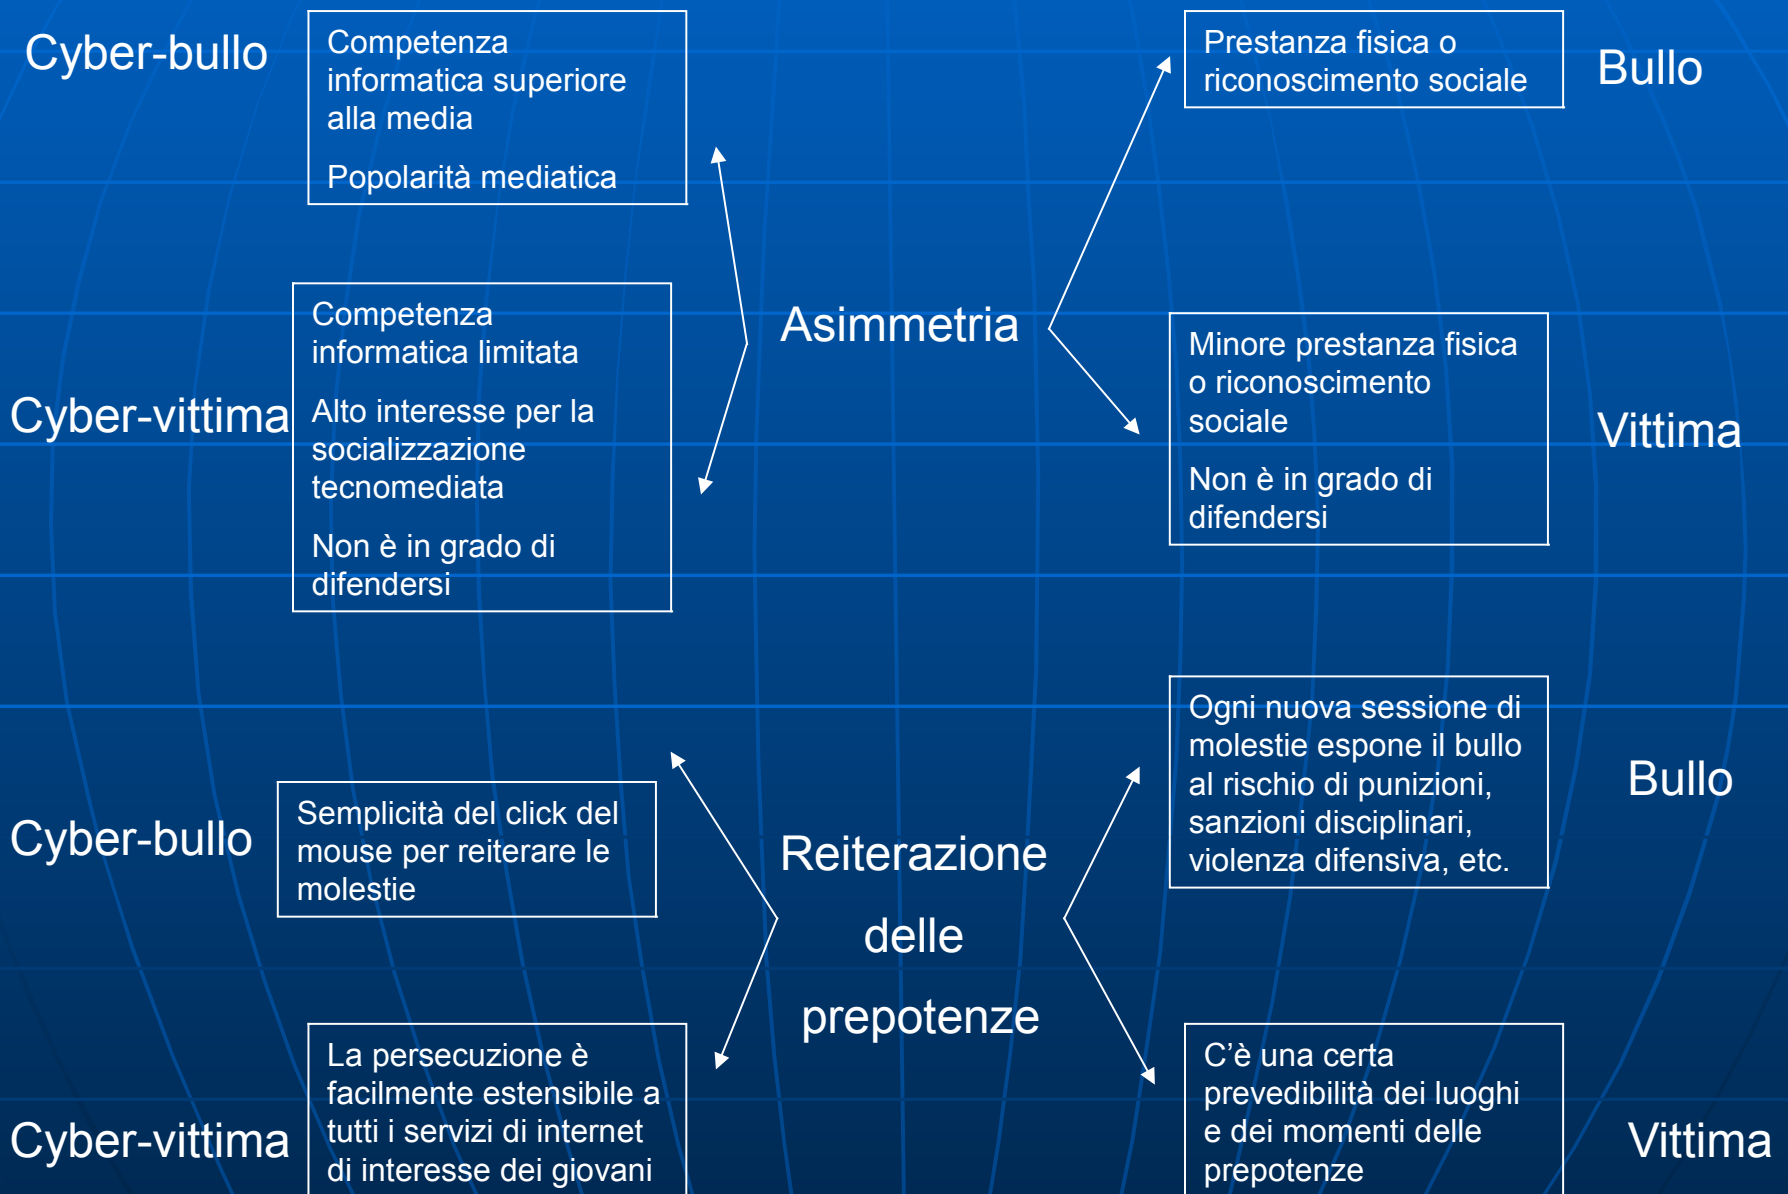 Cyber-bullo
Competenza
informatica superiore
alla media
Popolarità mediatica
Prestanza fisica o
riconoscimento sociale
Bullo
Asimmetria
Cyber-vittima
Competenza
informatica limitata
Alto interesse per la
socializzazione
tecnomediata
Non è in grado di
difendersi
Minore prestanza fisica
o riconoscimento
sociale
Non è in grado di
difendersi
Vittima
Cyber-bullo
Semplicità del click del
mouse per reiterare le
molestie
Reiterazione
delle
prepotenze
Ogni nuova sessione di
molestie espone il bullo
al rischio di punizioni,
sanzioni disciplinari,
violenza difensiva, etc.
Bullo
Cyber-vittima
La persecuzione è
facilmente estensibile a
tutti i servizi di internet
di interesse dei giovani
C’è una certa
prevedibilità dei luoghi
e dei momenti delle
prepotenze
Vittima